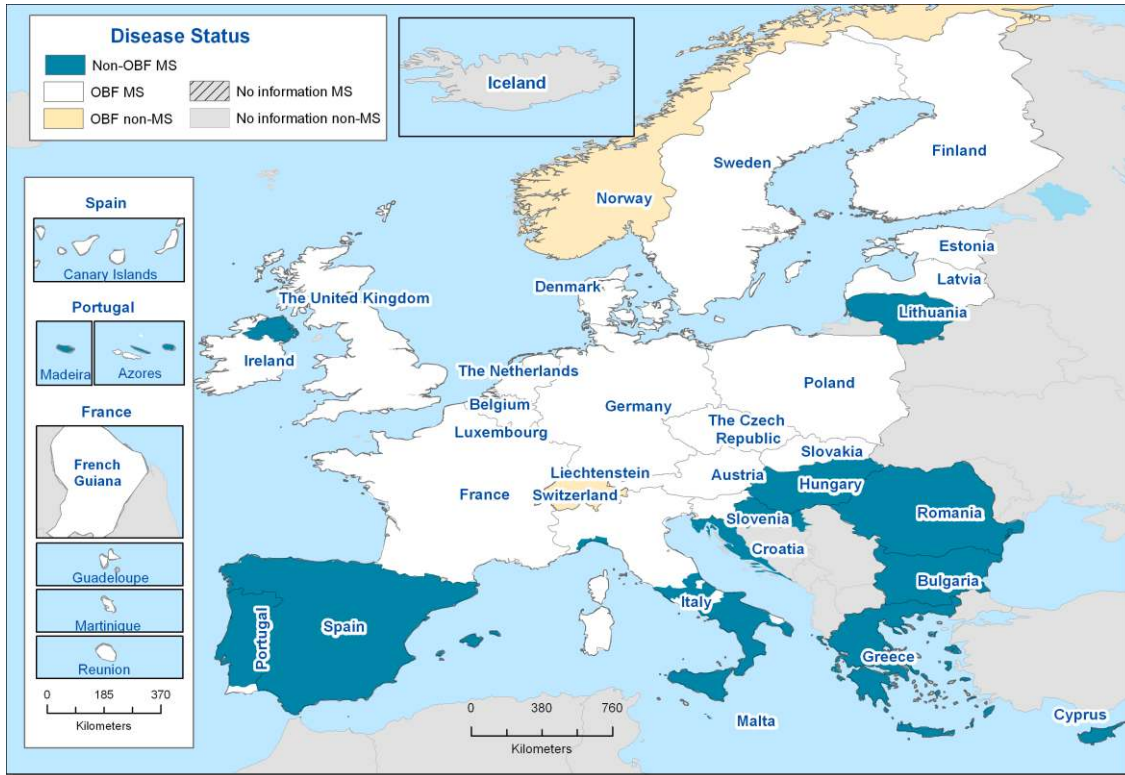 Disease Status
Non-OBF MS
OBF MS
No information MS
OBF non-MS
No information non-MS
Iceland
Spain
Canary Islands
Portugal
Madeira
Azores
France
French
Guiana
Guadeloupe
Martinique
Reunion
0 185 370
Kilometers
Sweden
Finland
Norway
Estonia
Latvia
Lithuania
Denmark
The United Kingdom
Ireland
The Netherlands
Belgium
Luxembourg
Germany
Poland
The Czech
Republic
Slovakia
Liechtenstein
Austria
Switzerland
Hungary
France
Slovenia
Romania
Croatia
Bulgaria
Italy
Portugal
Spain
Greece
Malta
Cyprus
0 380 760
Kilometers